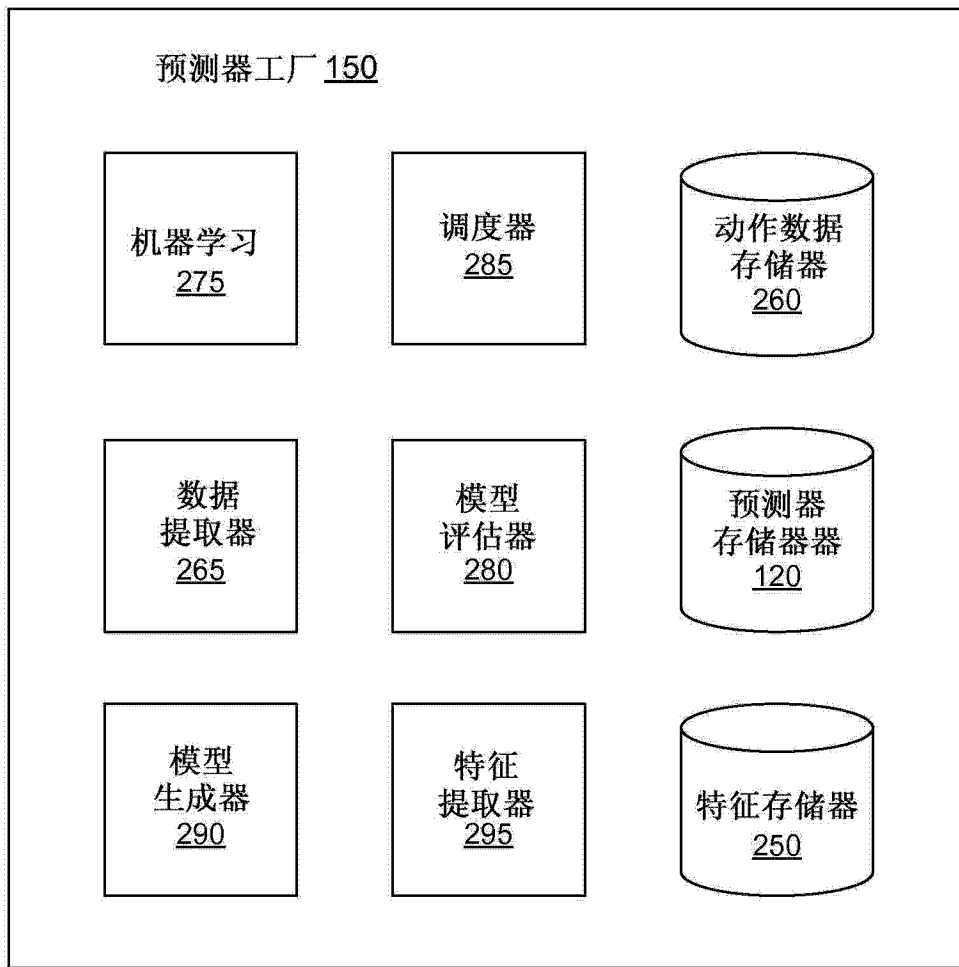 预测器工厂 150
机器学习
275
调度器
285
动作数据
存储器
260
数据
提取器
265
模型
评估器
280
预测器
存储器器
120
模型
生成器
290
特征
提取器
295
特征存储器
250